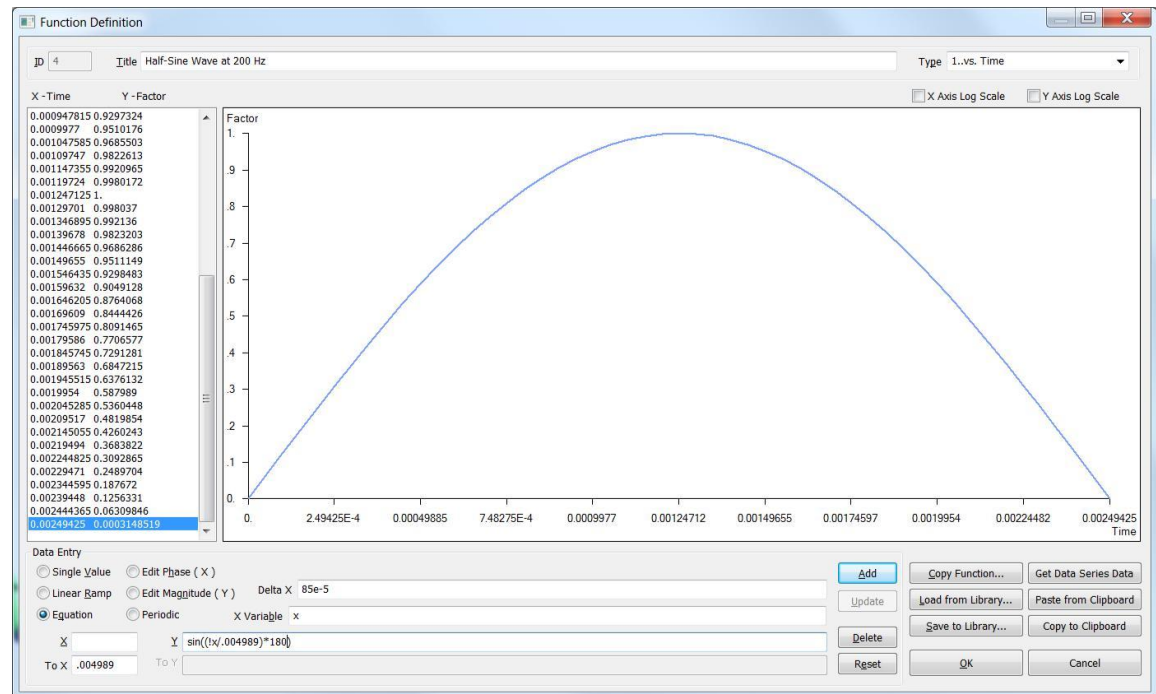 Function Definition
ID 4 Title Half-Sine Wave at 200 Hz Type 1..vs. Time
X -Time Y -Factor X Axis Log Scale Y Axis Log Scale
0.000947815 0.9297324
0.0009977 0.9510176
0.001047585 0.9685503
0.00109747 0.9822613
0.001147355 0.9920965
0.00119724 0.9980172
0.001247125 1.
0.00129701 0.998037
0.001346895 0.992136
0.00139678 0.9823203
0.001446665 0.9686286
0.00149655 0.9511149
0.001546435 0.9298483
0.00159632 0.9049128
0.001646205 0.8764068
0.00169609 0.8444426
0.001745975 0.8091465
0.00179586 0.7706577
0.001845745 0.7291281
0.00189563 0.6847215
0.001945515 0.6376132
0.0019954 0.587989
0.002045285 0.5360448
0.00209517 0.4819854
0.002145055 0.4260243
0.00219494 0.3683822
0.002244825 0.3092865
0.00229471 0.2489704
0.002344595 0.187672
0.00239448 0.1256331
0.002444365 0.06309846
0.00249425 0.0003148519
Factor
1.
.9
.8
.7
.6
.5
.4
.3
.2
.1
0.
0. 2.49425E-4 0.00049885 7.48275E-4 0.0009977 0.00124712 0.00149655 0.00174597 0.0019954 0.00224482 0.00249425
Time
Data Entry
Single Value Edit Phase ( X )
Linear Ramp Edit Magnitude ( Y ) Delta X 85e-5
Equation Periodic X Variable x
X Y sin((!x/.004989)*180)
To X .004989 To Y
Add Copy Function... Get Data Series Data
Update Load from Library... Paste from Clipboard
Delete Save to Library... Copy to Clipboard
Reset OK Cancel